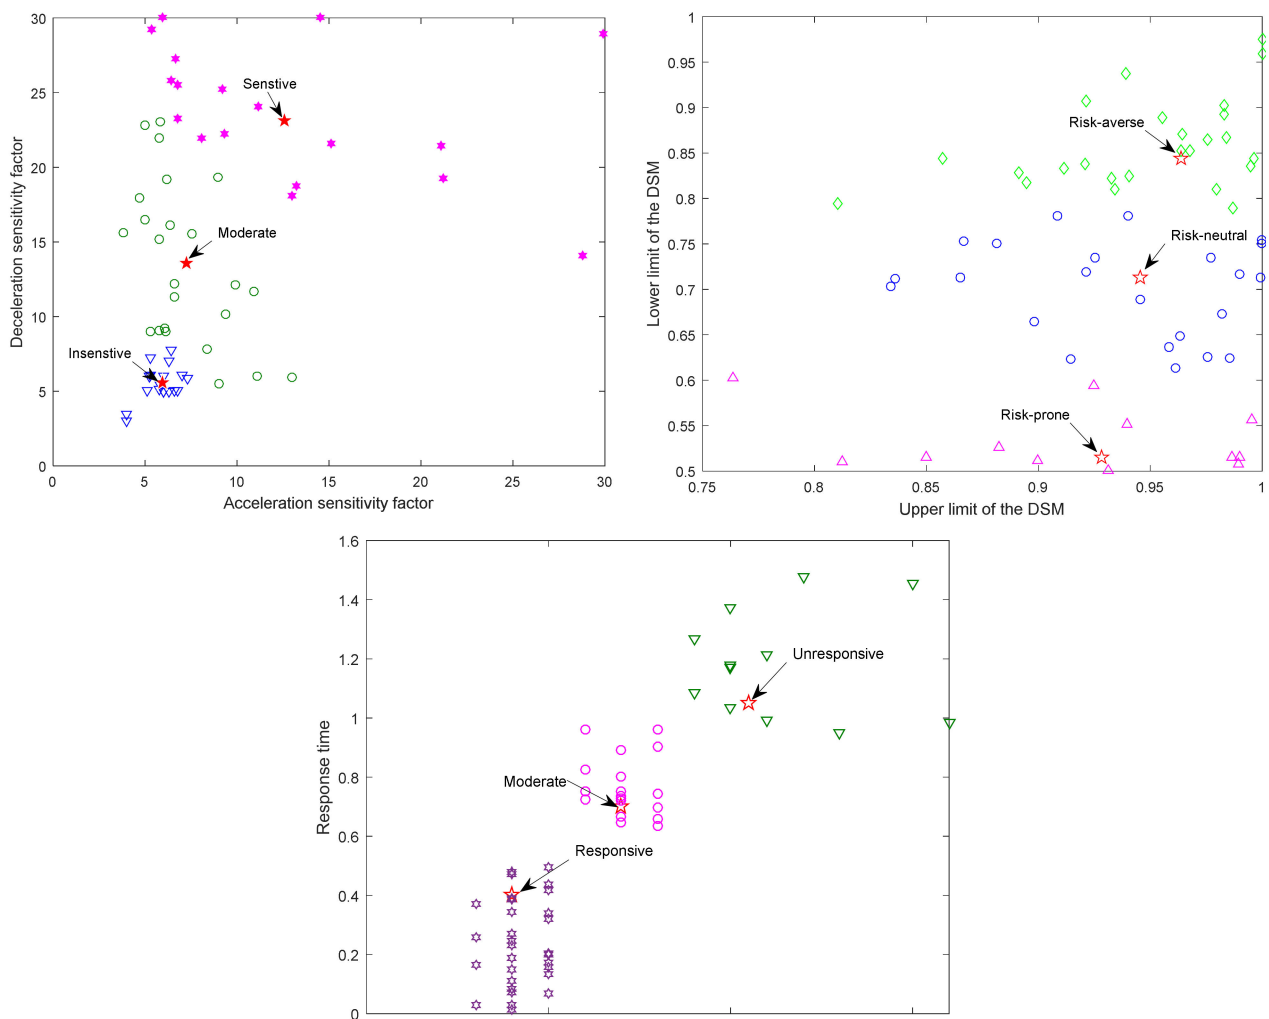 30
25
20
15
10
5
0
Deceleration sensitivity factor
Senstive
Moderate
Insenstive
0
5
10
15
20
25
30
Acceleration sensitivity factor
1
0.95
0.9
0.85
0.8
0.75
0.7
0.65
0.6
0.55
0.5
Lower limit of the DSM
Risk-averse
Risk-neutral
Risk-prone
0.75
0.8
0.85
0.9
0.95
1
Upper limit of the DSM
1.6
1.4
1.2
1
0.8
0.6
0.4
0.2
0
Response time
Unresponsive
Moderate
Responsive